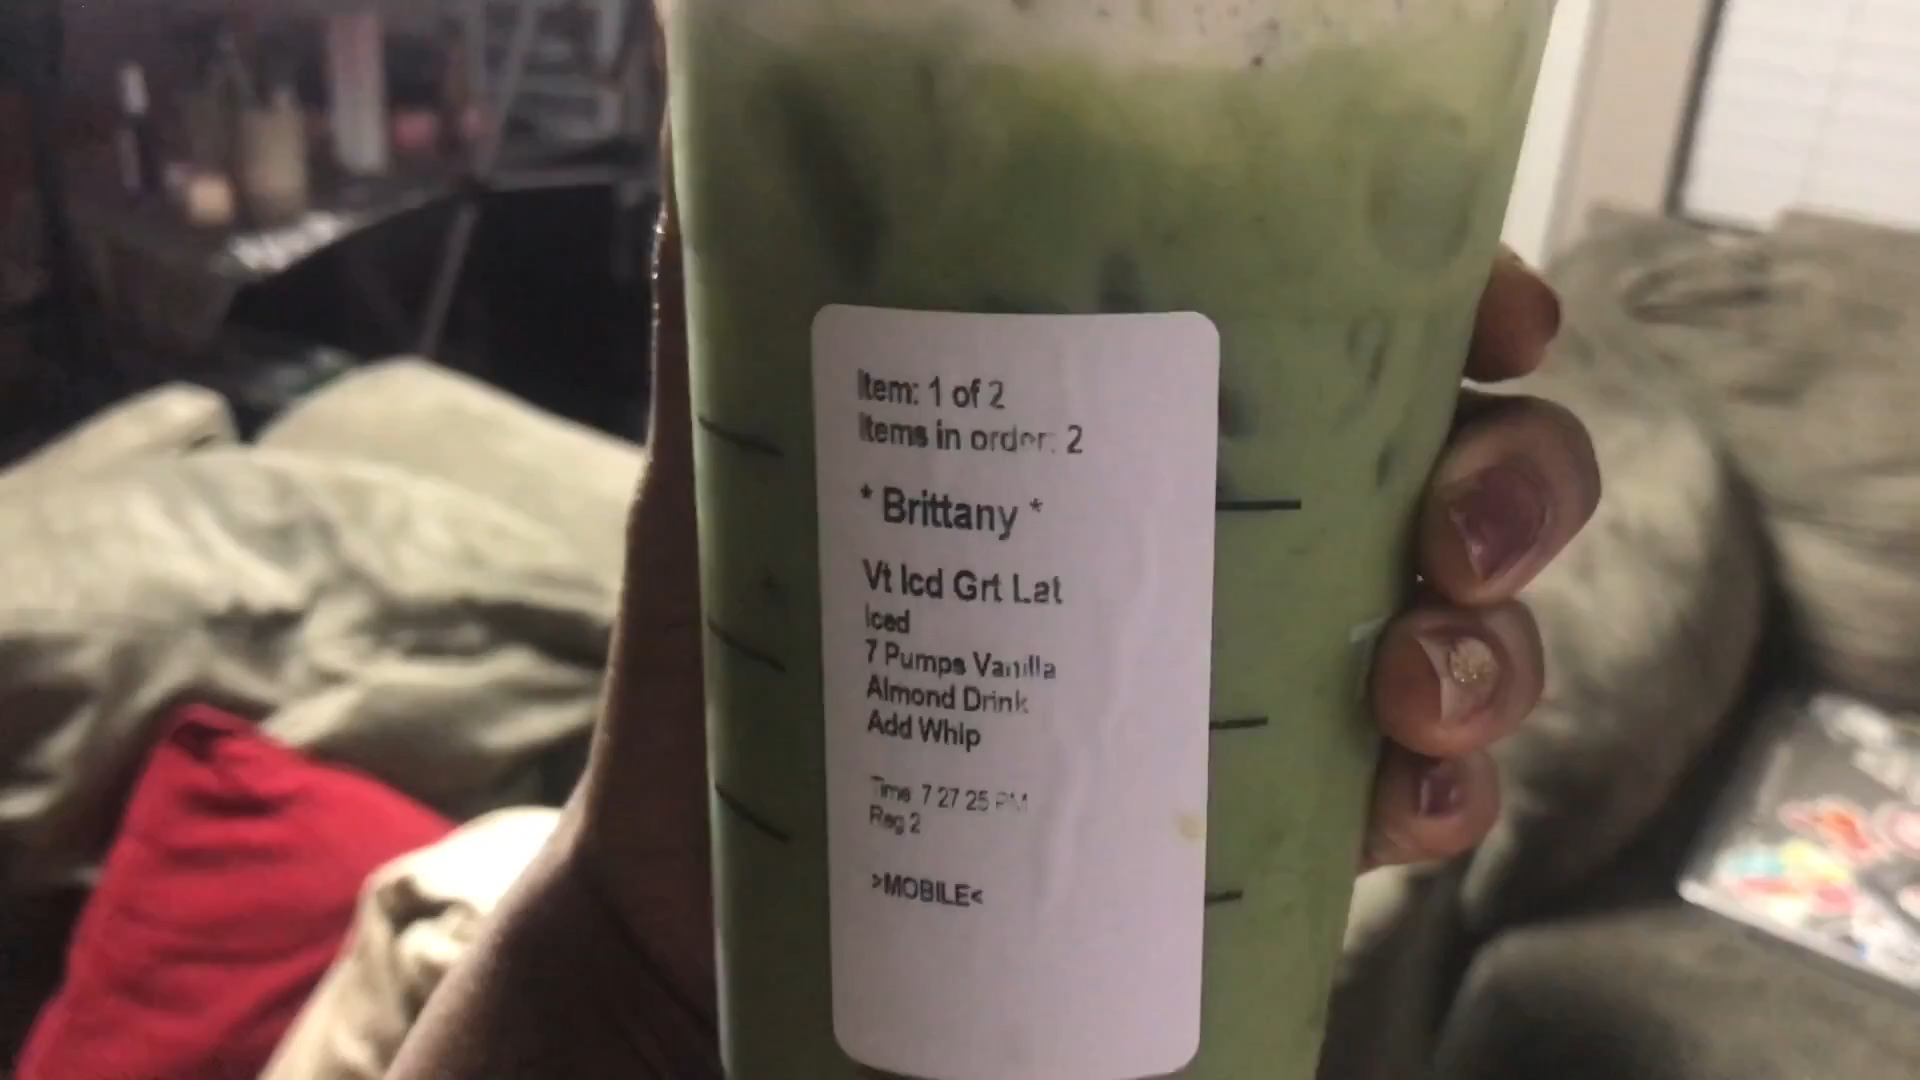 Item: 1 of 2
Items in order: 2
* Brittany *
Vt Icd Grt Lat
Iced
7 Pumps Vanilla
Almond Drink
Add Whip
Time 7 27 25 PM
Reg 2
>MOBILE<